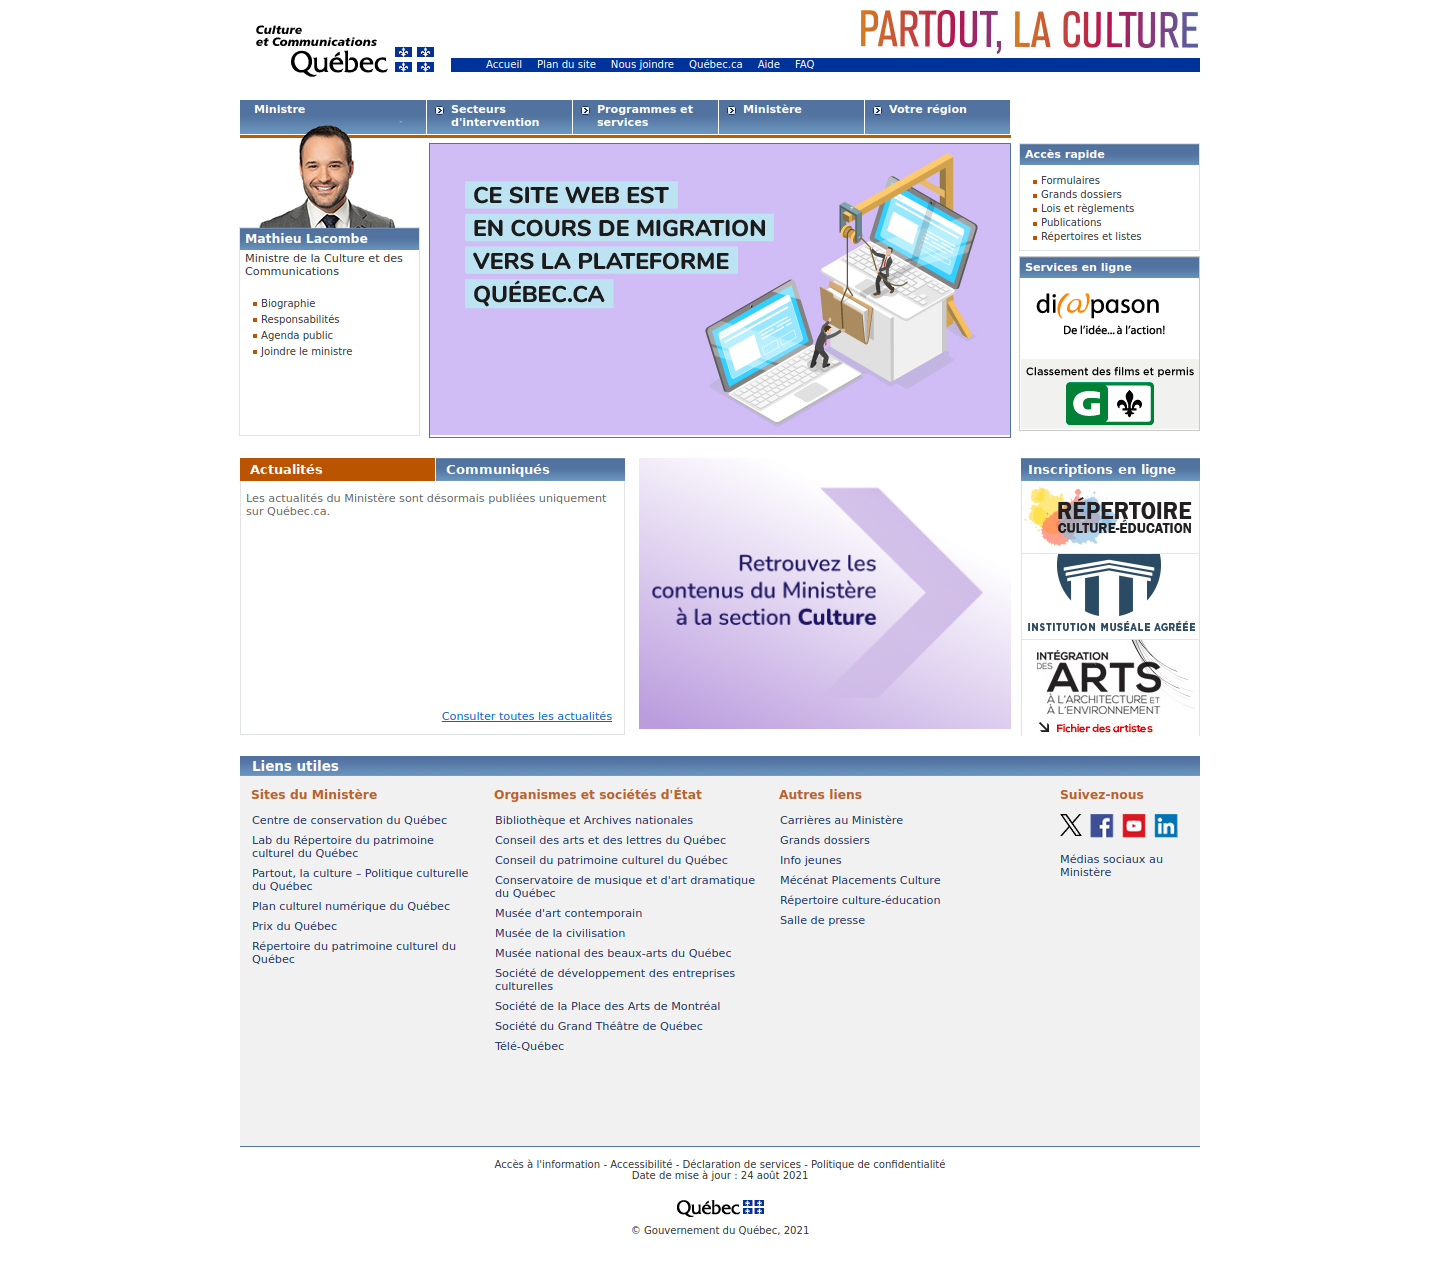 Culture
et Communications
Québec
PARTOUT, LA CULTURE
Accueil Plan du site Nous joindre Québec.ca Aide FAQ
Ministre
Secteurs
d'intervention
Programmes et
services
Ministère
Votre région
Mathieu Lacombe
Ministre de la Culture et des
Communications
Biographie
Responsabilités
Agenda public
Joindre le ministre
CE SITE WEB EST
EN COURS DE MIGRATION
VERS LA PLATEFORME
QUÉBEC.CA
Accès rapide
Formulaires
Grands dossiers
Lois et règlements
Publications
Répertoires et listes
Services en ligne
di(@)pason
De l'idée... à l'action!
Classement des films et permis
G
Actualités
Communiqués
Les actualités du Ministère sont désormais publiées uniquement
sur Québec.ca.
Consulter toutes les actualités
Retrouvez les
contenus du Ministère
à la section Culture
Inscriptions en ligne
RÉPERTOIRE
CULTURE-ÉDUCATION
INSTITUTION MUSÉALE AGRÉÉE
INTÉGRATION
DES ARTS
À L'ARCHITECTURE ET
À L'ENVIRONNEMENT
Fichier des artistes
Liens utiles
Sites du Ministère
Centre de conservation du Québec
Lab du Répertoire du patrimoine
culturel du Québec
Partout, la culture – Politique culturelle
du Québec
Plan culturel numérique du Québec
Prix du Québec
Répertoire du patrimoine culturel du
Québec
Organismes et sociétés d'État
Bibliothèque et Archives nationales
Conseil des arts et des lettres du Québec
Conseil du patrimoine culturel du Québec
Conservatoire de musique et d'art dramatique
du Québec
Musée d'art contemporain
Musée de la civilisation
Musée national des beaux-arts du Québec
Société de développement des entreprises
culturelles
Société de la Place des Arts de Montréal
Société du Grand Théâtre de Québec
Télé-Québec
Autres liens
Carrières au Ministère
Grands dossiers
Info jeunes
Mécénat Placements Culture
Répertoire culture-éducation
Salle de presse
Suivez-nous
Médias sociaux au
Ministère
Accès à l'information - Accessibilité - Déclaration de services - Politique de confidentialité
Date de mise à jour : 24 août 2021
Québec
© Gouvernement du Québec, 2021